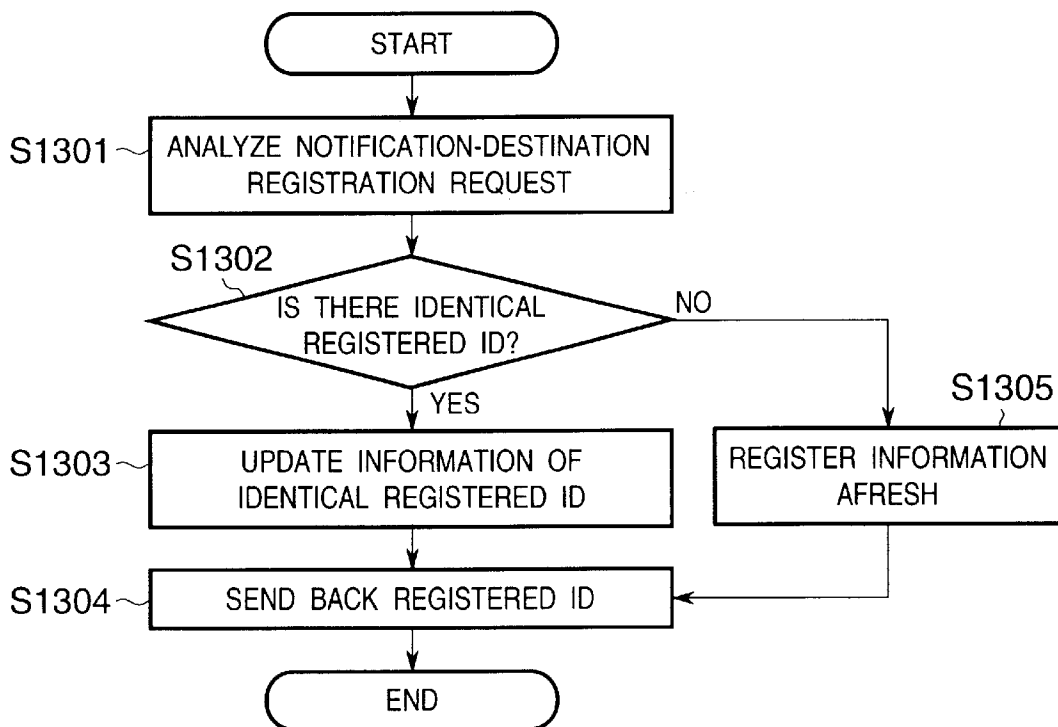 START
S1301
ANALYZE NOTIFICATION-DESTINATION
REGISTRATION REQUEST
S1302
IS THERE IDENTICAL
REGISTERED ID?
NO
YES
S1303
UPDATE INFORMATION OF
IDENTICAL REGISTERED ID
S1305
REGISTER INFORMATION
AFRESH
S1304
SEND BACK REGISTERED ID
END